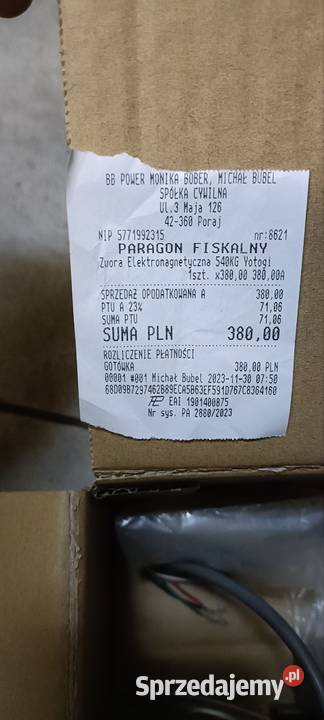 BB POWER MONIKA BOBER, MICHAŁ BUBEL
SPÓŁKA CYWILNA
Ul.3 Maja 126
42-360 Poraj
NIP 5771992315 nr:8621
PARAGON FISKALNY
Zwora Elektromagnetyczna 540KG Yotogi
1szt. x380,00 380,00A
SPRZEDAŻ OPODATKOWANA A 380,00
PTU A 23% 71,06
SUMA PTU 71,06
SUMA PLN 380,00
ROZLICZENIE PŁATNOŚCI
GOTÓWKA 380,00 PLN
00001 #001 Michał Bubel 2023-11-30 07:50
68D09B7297462B89ECA5B63EF591D767C8364160
EAI 1901400875
Nr sys. PA 2880/2023
Sprzedajemy.pl